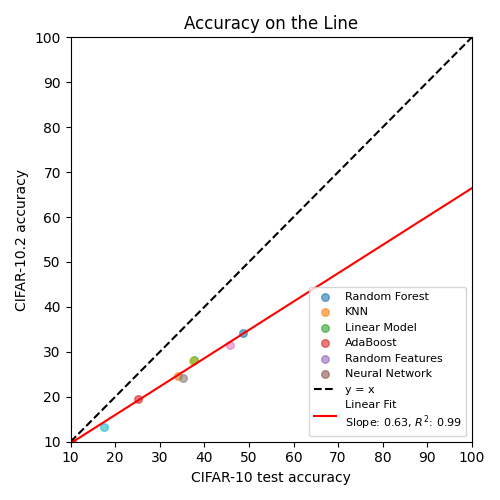 Accuracy on the Line
CIFAR-10.2 accuracy
100
90
80
70
60
50
40
30
20
10
10 20 30 40 50 60 70 80 90 100
CIFAR-10 test accuracy
Random Forest
KNN
Linear Model
AdaBoost
Random Features
Neural Network
y = x
Linear Fit
Slope: 0.63, R²: 0.99